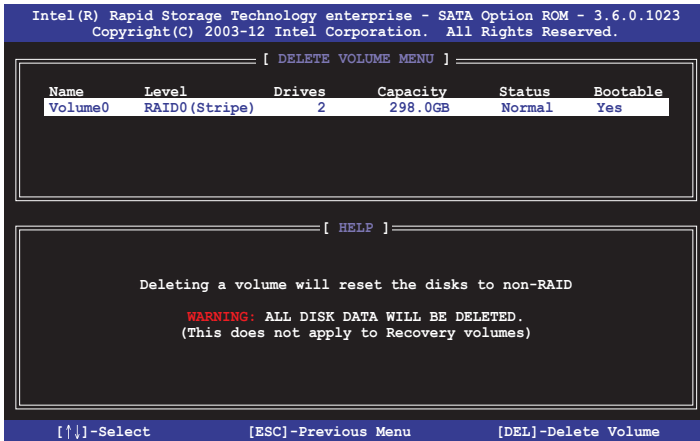 Intel(R) Rapid Storage Technology enterprise - SATA Option ROM - 3.6.0.1023
Copyright(C) 2003-12 Intel Corporation. All Rights Reserved.
[ DELETE VOLUME MENU ]
Name Level Drives Capacity Status Bootable
Volume0 RAID0(Stripe) 2 298.0GB Normal Yes
[ HELP ]
Deleting a volume will reset the disks to non-RAID
WARNING: ALL DISK DATA WILL BE DELETED.
(This does not apply to Recovery volumes)
[↑↓]-Select [ESC]-Previous Menu [DEL]-Delete Volume